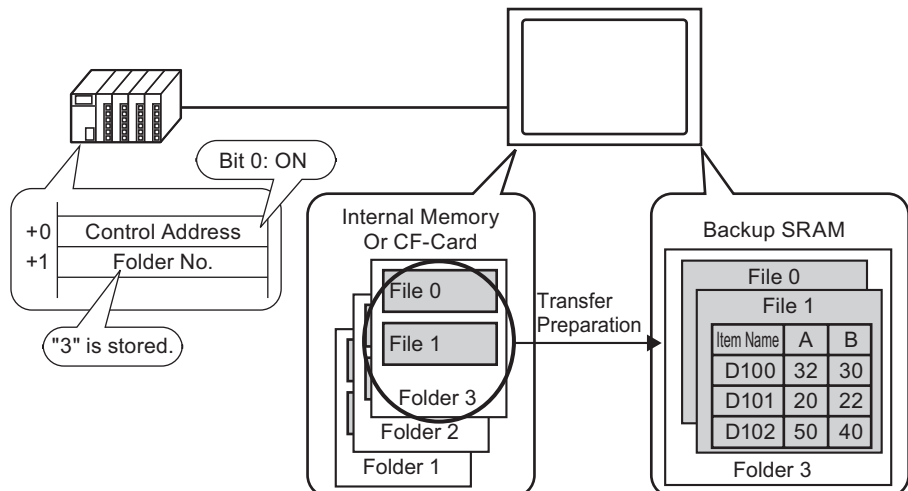 Bit 0: ON
+0 Control Address
+1 Folder No.
"3" is stored.
Internal Memory
Or CF-Card
File 0
File 1
Folder 3
Folder 2
Folder 1
Transfer
Preparation
Backup SRAM
File 0
File 1
Item Name A B
D100 32 30
D101 20 22
D102 50 40
Folder 3